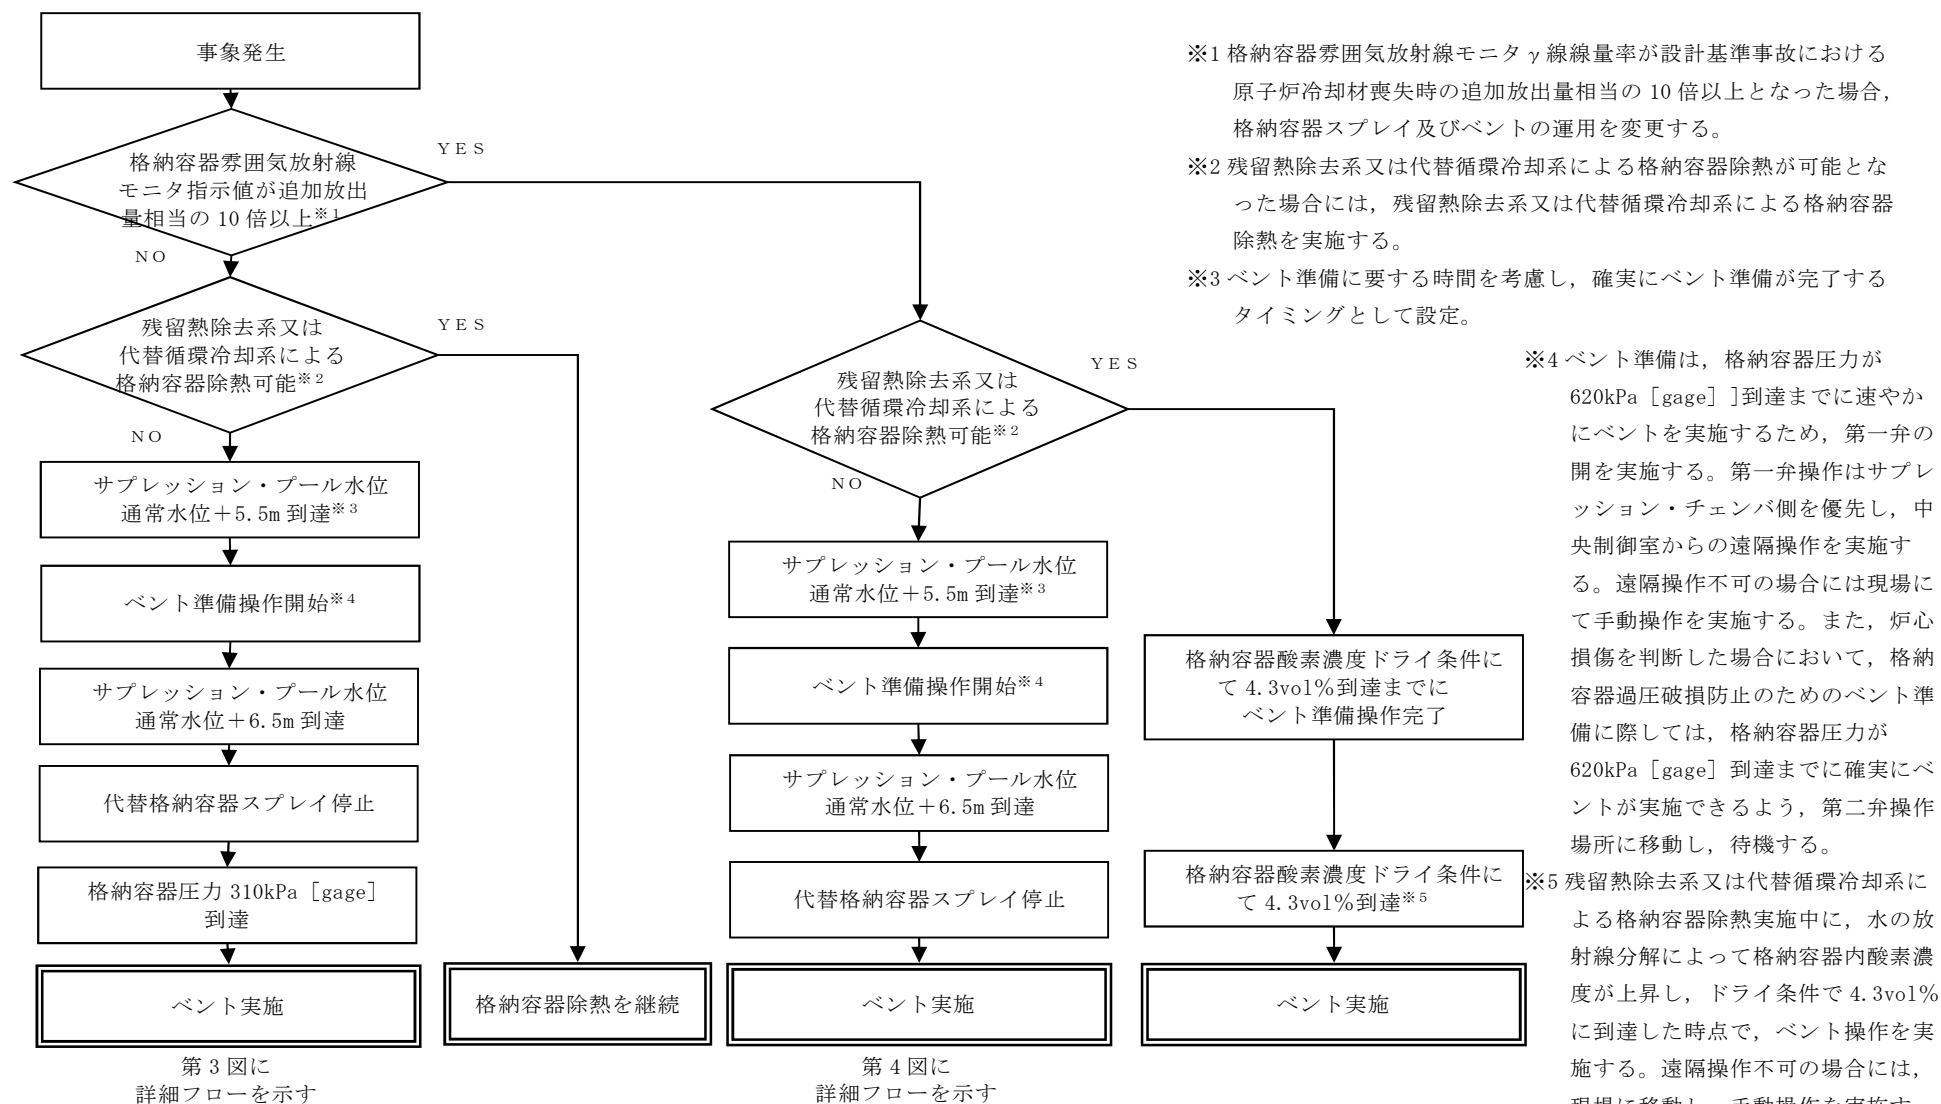 事象発生
格納容器雰囲気放射線
モニタ指示値が追加放出
量相当の 10 倍以上※1
YES
NO
残留熱除去系又は
代替循環冷却系による
格納容器除熱可能※2
YES
NO
サプレッション・プール水位
通常水位＋5.5m 到達※3
ベント準備操作開始※4
サプレッション・プール水位
通常水位＋6.5m 到達
代替格納容器スプレイ停止
格納容器圧力 310kPa［gage］
到達
ベント実施
第 3 図に
詳細フローを示す
格納容器除熱を継続
残留熱除去系又は
代替循環冷却系による
格納容器除熱可能※2
YES
NO
サプレッション・プール水位
通常水位＋5.5m 到達※3
ベント準備操作開始※4
サプレッション・プール水位
通常水位＋6.5m 到達
代替格納容器スプレイ停止
ベント実施
第 4 図に
詳細フローを示す
格納容器酸素濃度ドライ条件に
て 4.3vol％到達までに
ベント準備操作完了
格納容器酸素濃度ドライ条件に
て 4.3vol％到達※5
ベント実施
※1 格納容器雰囲気放射線モニタγ線線量率が設計基準事故における
原子炉冷却材喪失時の追加放出量相当の 10 倍以上となった場合，
格納容器スプレイ及びベントの運用を変更する。
※2 残留熱除去系又は代替循環冷却系による格納容器除熱が可能とな
った場合には，残留熱除去系又は代替循環冷却系による格納容器
除熱を実施する。
※3 ベント準備に要する時間を考慮し，確実にベント準備が完了する
タイミングとして設定。
※4 ベント準備は，格納容器圧力が
620kPa［gage］]到達までに速やか
にベントを実施するため，第一弁の
開を実施する。第一弁操作はサプレ
ッション・チェンバ側を優先し，中
央制御室からの遠隔操作を実施す
る。遠隔操作不可の場合には現場に
て手動操作を実施する。また，炉心
損傷を判断した場合において，格納
容器過圧破損防止のためのベント準
備に際しては，格納容器圧力が
620kPa［gage］到達までに確実にベ
ントが実施できるよう，第二弁操作
場所に移動し，待機する。
※5 残留熱除去系又は代替循環冷却系に
よる格納容器除熱実施中に，水の放
射線分解によって格納容器内酸素濃
度が上昇し，ドライ条件で 4.3vol％
に到達した時点で，ベント操作を実
施する。遠隔操作不可の場合には，